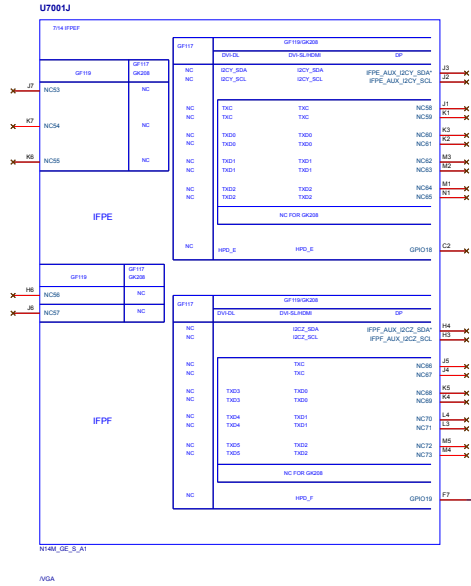 U7001J
7/14 IFPEF
GF117 GF119/GK208
DVI-DL DVI-SL/HDMI DP
GF119 GF117 GK208
NC I2CY_SDA I2CY_SDA IFPE_AUX_I2CY_SDA* J3
NC I2CY_SCL I2CY_SCL IFPE_AUX_I2CY_SCL J2
J7 NC53 NC
NC TXC TXC NC58 J1
NC TXC TXC NC59 K1
K7 NC54 NC
NC TXD0 TXD0 NC60 K3
NC TXD0 TXD0 NC61 K2
K6 NC55 NC
NC TXD1 TXD1 NC62 M3
NC TXD1 TXD1 NC63 M2
NC TXD2 TXD2 NC64 M1
NC TXD2 TXD2 NC65 N1
IFPE
NC FOR GK208
NC HPD_E HPD_E GPIO18 C2
GF119 GF117 GK208
H6 NC56 NC
J6 NC57 NC
GF117 GF119/GK208
DVI-DL DVI-SL/HDMI DP
NC I2CZ_SDA IFPF_AUX_I2CZ_SDA* H4
NC I2CZ_SCL IFPF_AUX_I2CZ_SCL H3
NC TXC NC66 J5
NC TXC NC67 J4
NC TXD3 TXD0 NC68 K5
NC TXD3 TXD0 NC69 K4
IFPF
NC TXD4 TXD1 NC70 L4
NC TXD4 TXD1 NC71 L3
NC TXD5 TXD2 NC72 M5
NC TXD5 TXD2 NC73 M4
NC FOR GK208
NC HPD_F GPIO19 F7
N14M_GE_S_A1
/VGA